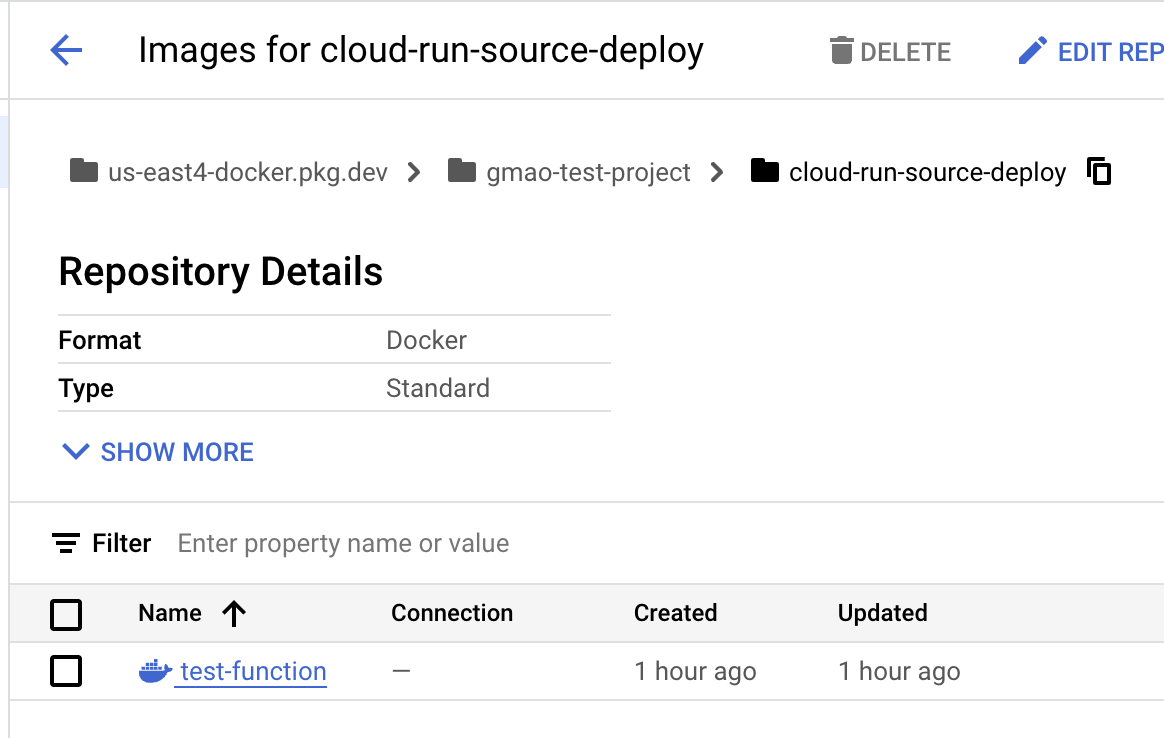 Images for cloud-run-source-deploy DELETE EDIT REP
us-east4-docker.pkg.dev gmao-test-project cloud-run-source-deploy
Repository Details
Format Docker
Type Standard
SHOW MORE
Filter Enter property name or value
Name Connection Created Updated
test-function — 1 hour ago 1 hour ago